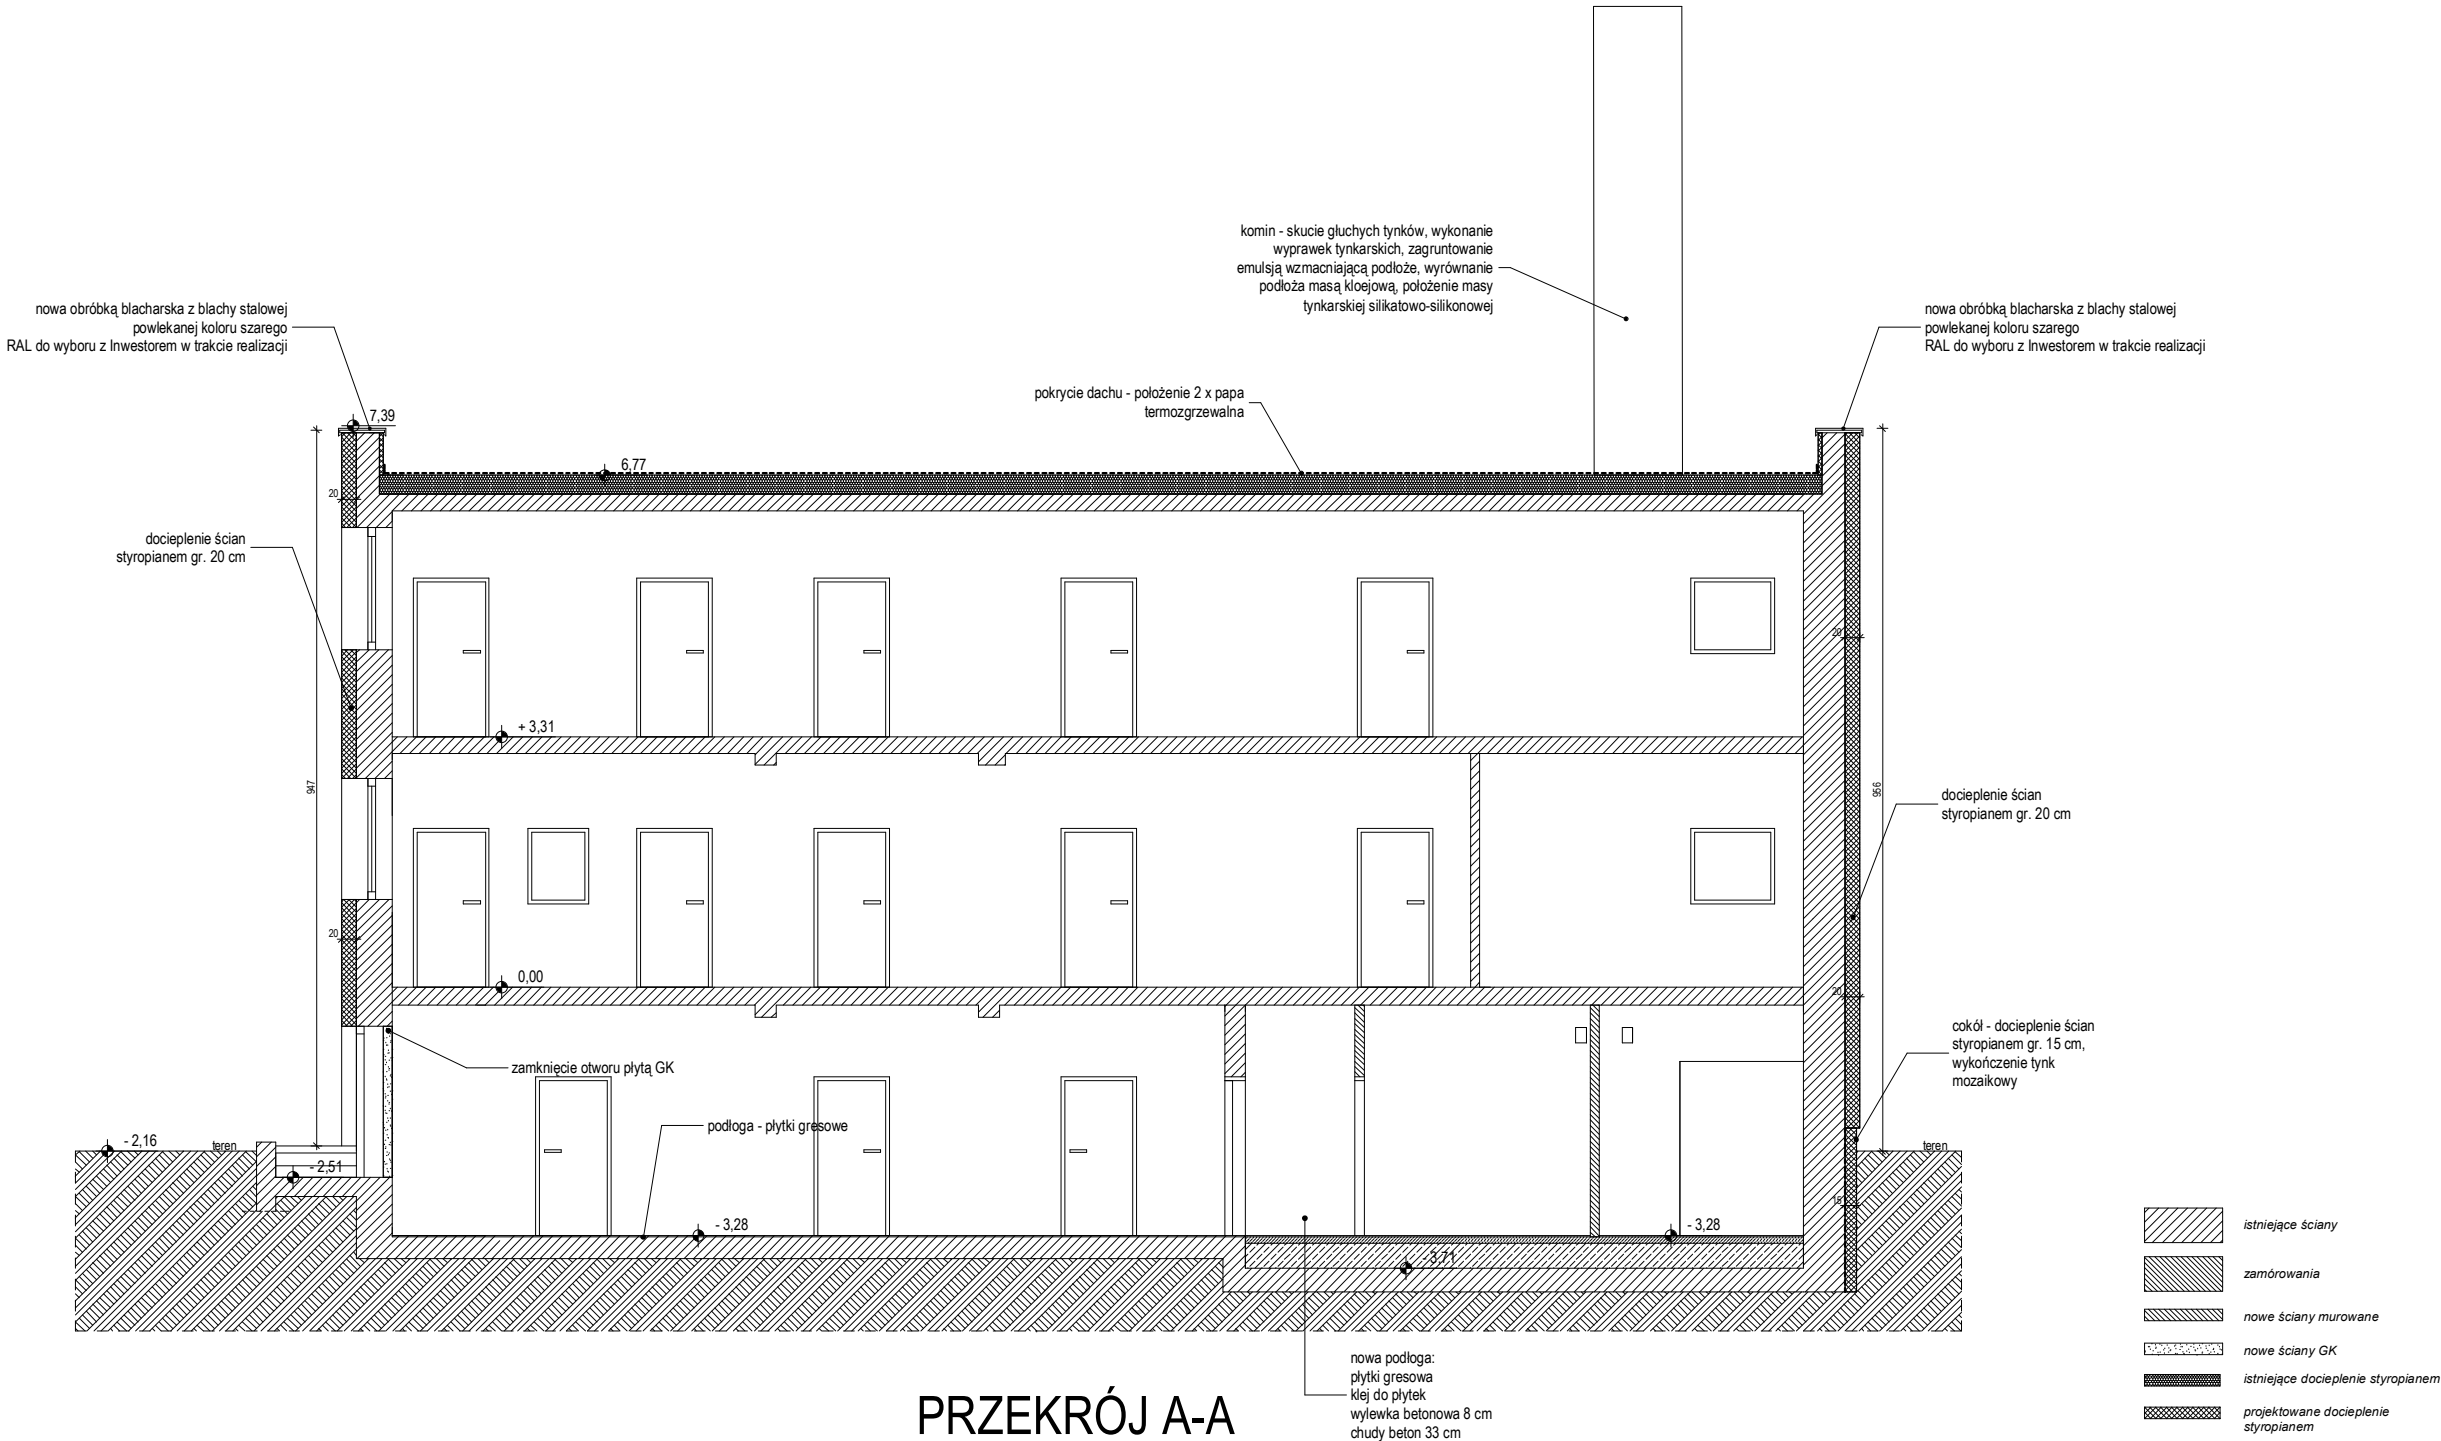 komin - skucie głuchych tynków, wykonanie
wyprawek tynkarskich, zagruntowanie
emulsją wzmacniającą podłoże, wyrównanie
podłoża masą kloejową, położenie masy
tynkarskiej silikatowo-silikonowej
nowa obróbką blacharska z blachy stalowej
powlekanej koloru szarego
RAL do wyboru z Inwestorem w trakcie realizacji
nowa obróbką blacharska z blachy stalowej
powlekanej koloru szarego
RAL do wyboru z Inwestorem w trakcie realizacji
pokrycie dachu - położenie 2 x papa
termozgrzewalna
7,39
6,77
20
docieplenie ścian
styropianem gr. 20 cm
20
+ 3,31
947
956
docieplenie ścian
styropianem gr. 20 cm
20
0,00
20
cokół - docieplenie ścian
styropianem gr. 15 cm,
wykończenie tynk
mozaikowy
zamknięcie otworu płytą GK
podłoga - płytki gresowe
- 2,16
teren
- 2,51
teren
15
- 3,28
- 3,28
- 3,71
istniejące ściany
zamórowania
nowe ściany murowane
nowe ściany GK
istniejące docieplenie styropianem
projektowane docieplenie
styropianem
nowa podłoga:
płytki gresowa
klej do płytek
wylewka betonowa 8 cm
chudy beton 33 cm
PRZEKRÓJ A-A